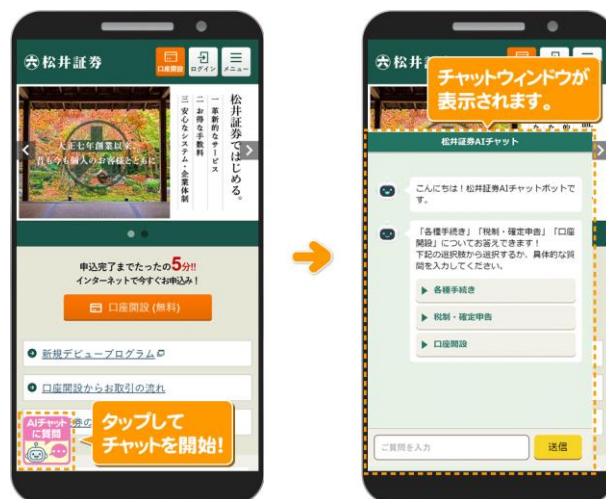 松井証券
口座開設
ログイン
メニュー
大正七年創業以来、
昔も今も個人のお客様とともに
松井証券ではじめる。
一 革新的なサービス
二 お得な手数料
三 安心なシステム・企業体制
申込完了までたったの5分!!
インターネットで今すぐお申込み!
口座開設(無料)
新規デビュープログラム
口座開設からお取引の流れ
券の
AIチャット
に質問
タップして
チャットを開始!
松井
チャットウィンドウが
表示されます。
松井証券AIチャット
こんにちは!松井証券AIチャットボットで
す。
「各種手続き」「税制・確定申告」「口座
開設」についてお答えできます!
下記の選択肢から選択するか、具体的な質
問を入力してください。
各種手続き
税制・確定申告
口座開設
ご質問を入力
送信